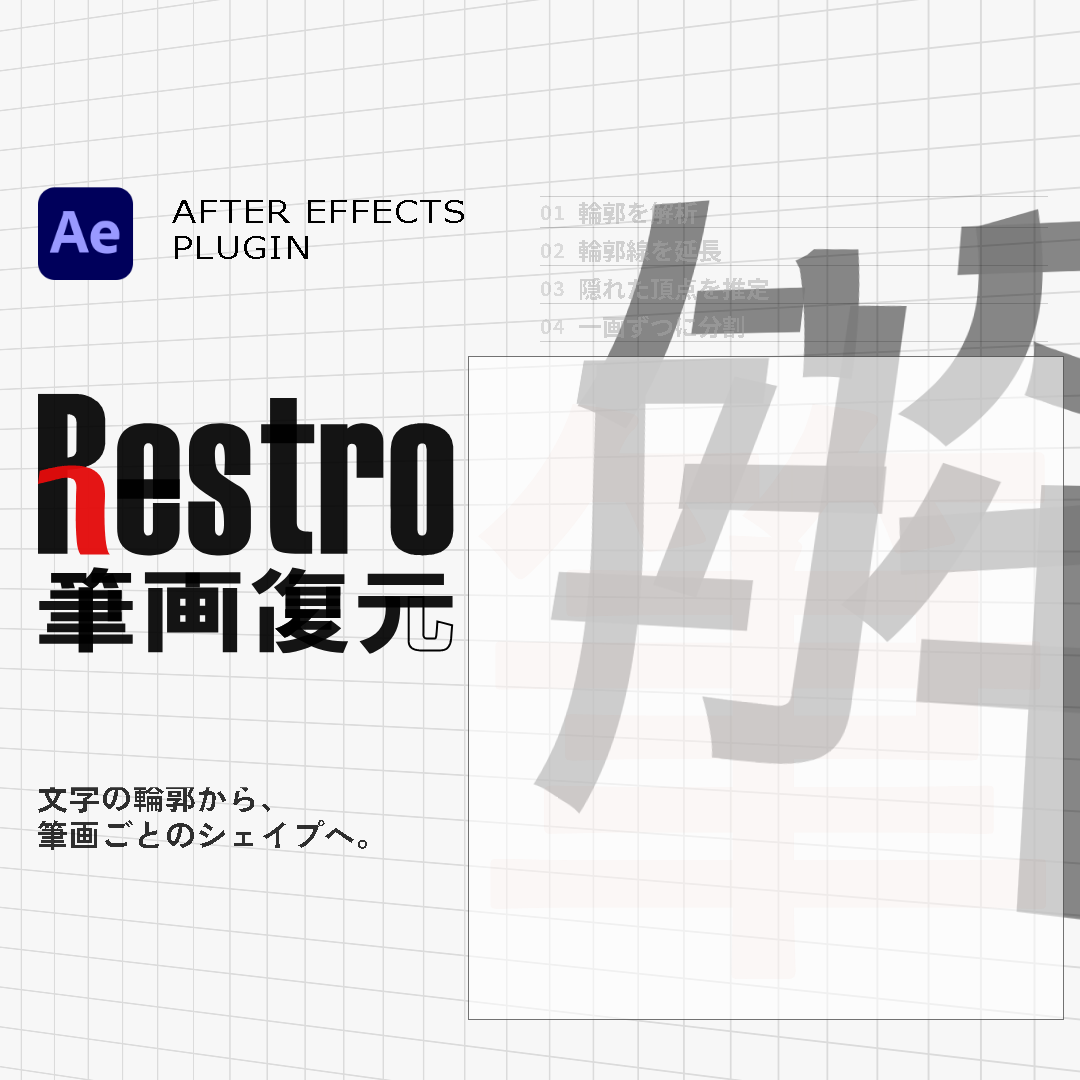 Ae
AFTER EFFECTS
PLUGIN
01 輪郭を解析
02 輪郭線を延長
03 隠れた頂点を推定
04 一画ずつに分割
Restro
筆画復元
文字の輪郭から、
筆画ごとのシェイプへ。
解
筆